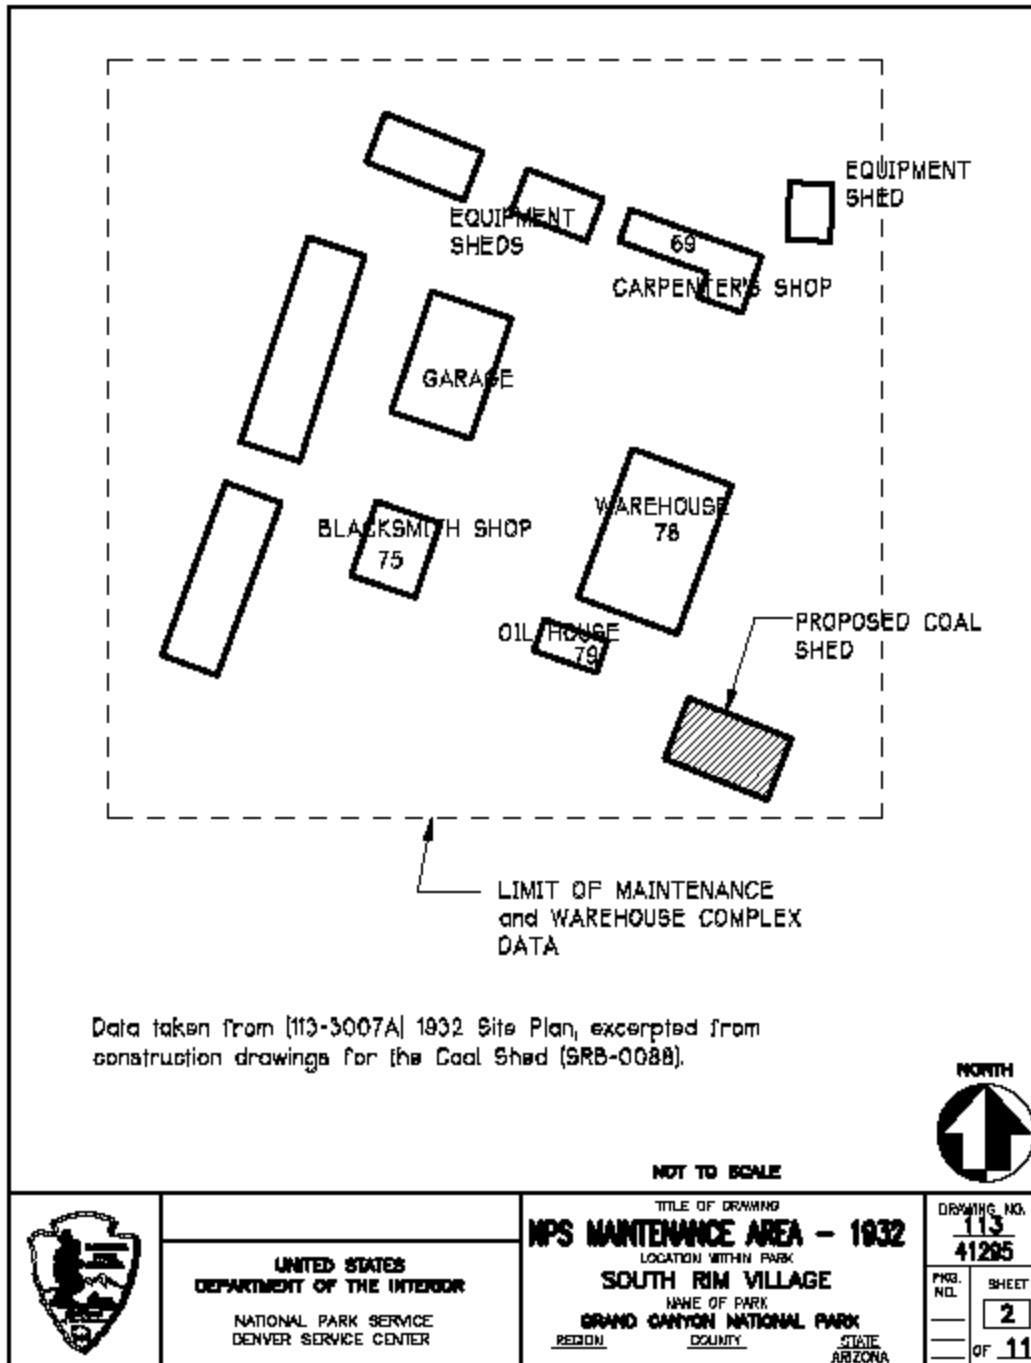 EQUIPMENT
SHED
EQUIPMENT
SHEDS
69
CARPENTER'S SHOP
GARAGE
WAREHOUSE
78
BLACKSMITH SHOP
75
OIL HOUSE
79
PROPOSED COAL
SHED
LIMIT OF MAINTENANCE
and WAREHOUSE COMPLEX
DATA
Data taken from (113-3007A) 1932 Site Plan, excerpted from
construction drawings for the Coal Shed (SRB-0088).
NORTH
NOT TO SCALE
UNITED STATES
DEPARTMENT OF THE INTERIOR
NATIONAL PARK SERVICE
DENVER SERVICE CENTER
TITLE OF DRAWING
NPS MAINTENANCE AREA - 1932
LOCATION WITHIN PARK
SOUTH RIM VILLAGE
NAME OF PARK
GRAND CANYON NATIONAL PARK
REGION COUNTY STATE
ARIZONA
DRAWING NO.
113
41295
PKG.
NO.
SHEET
2
OF 11